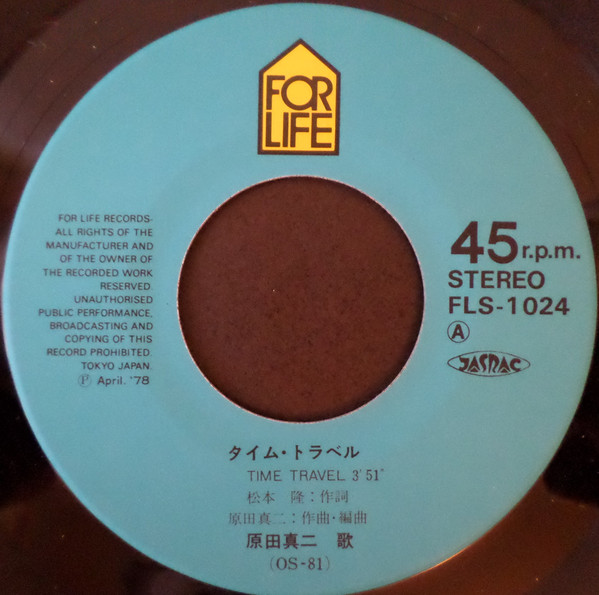 FOR
LIFE
FOR LIFE RECORDS-
ALL RIGHTS OF THE
MANUFACTURER AND
OF THE OWNER OF
THE RECORDED WORK
RESERVED.
UNAUTHORISED
PUBLIC PERFORMANCE,
BROADCASTING AND
COPYING OF THIS
RECORD PROHIBITED.
TOKYO JAPAN.
Ⓟ April. '78
45 r.p.m.
STEREO
FLS-1024
Ⓐ
JASRAC
タイム・トラベル
TIME TRAVEL 3'51"
松本 隆：作詞
原田真二：作曲・編曲
原田真二 歌
(OS-81)